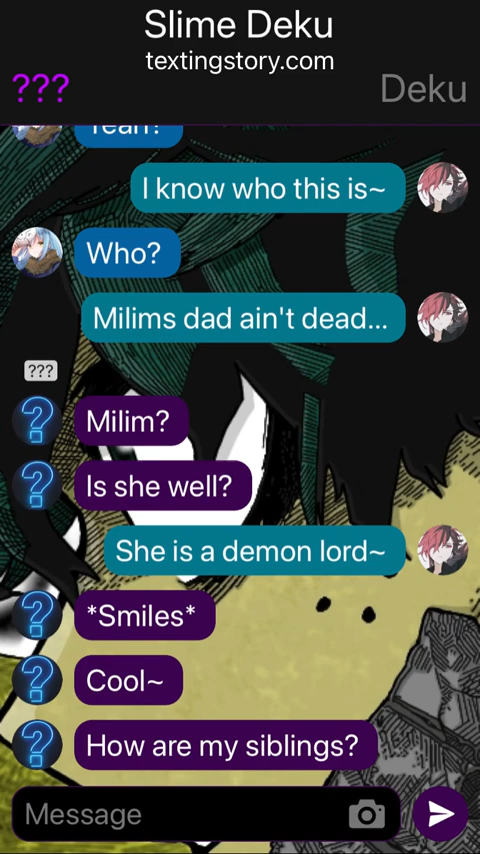 Slime Deku
textingstory.com
???
Deku
Yeah?
I know who this is~
Who?
Milims dad ain't dead...
???
Milim?
Is she well?
She is a demon lord~
*Smiles*
Cool~
How are my siblings?
Message